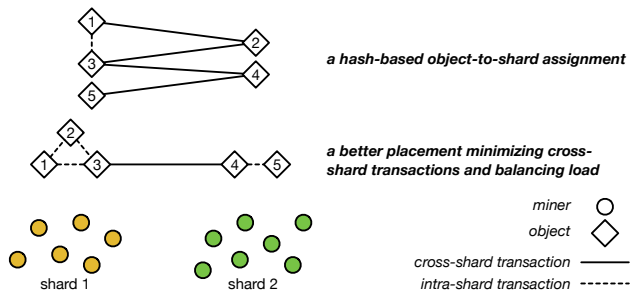 1
2
3
4
5
a hash-based object-to-shard assignment
2
1
3
4
5
a better placement minimizing cross-
shard transactions and balancing load
miner
object
cross-shard transaction
intra-shard transaction
shard 1
shard 2